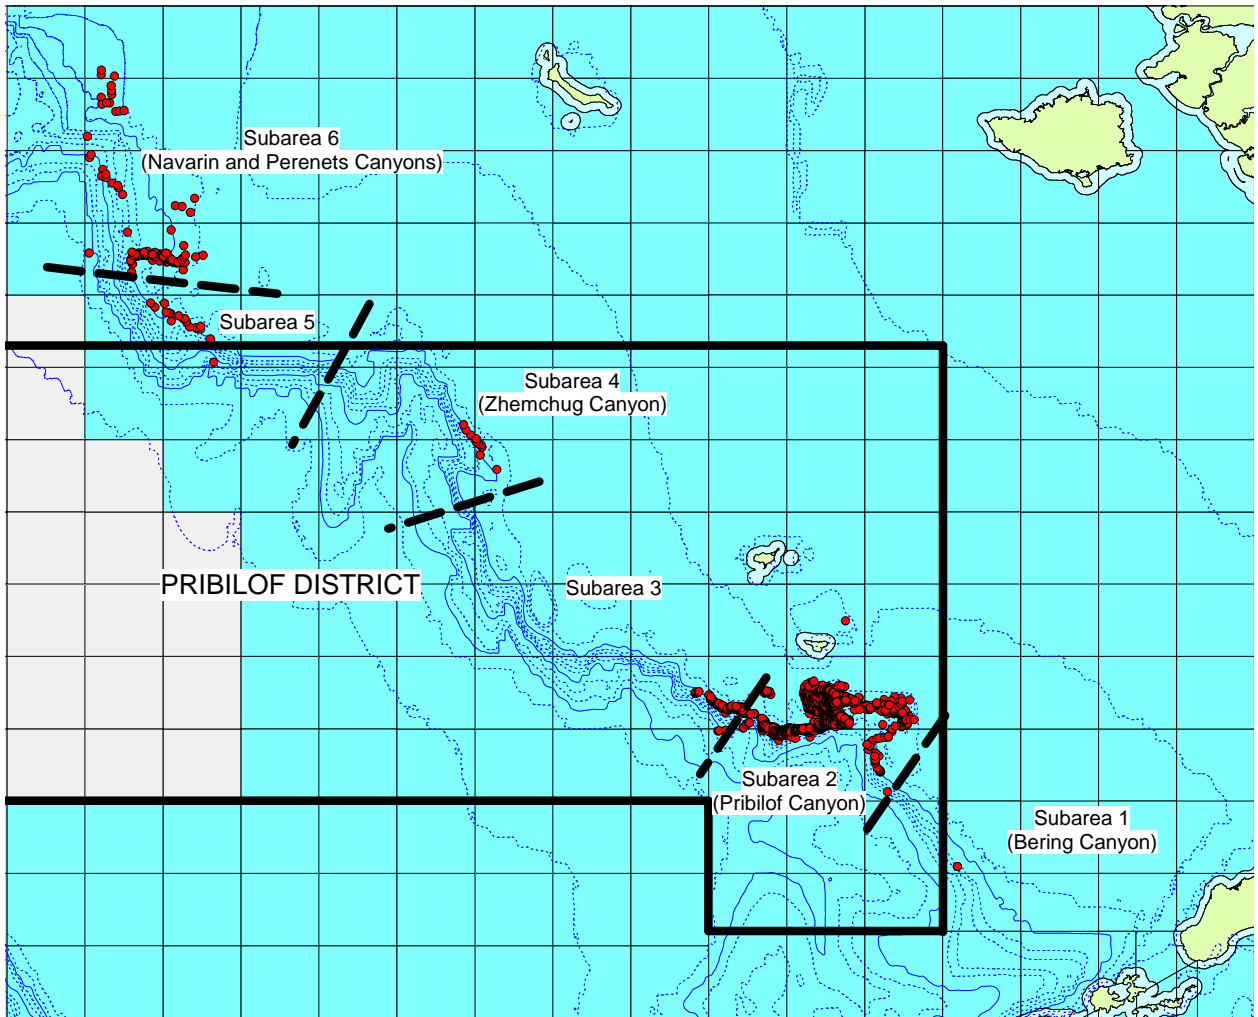 Subarea 6
(Navarin and Perenets Canyons)
Subarea 5
Subarea 4
(Zhemchug Canyon)
PRIBILOF DISTRICT
Subarea 3
Subarea 2
(Pribilof Canyon)
Subarea 1
(Bering Canyon)